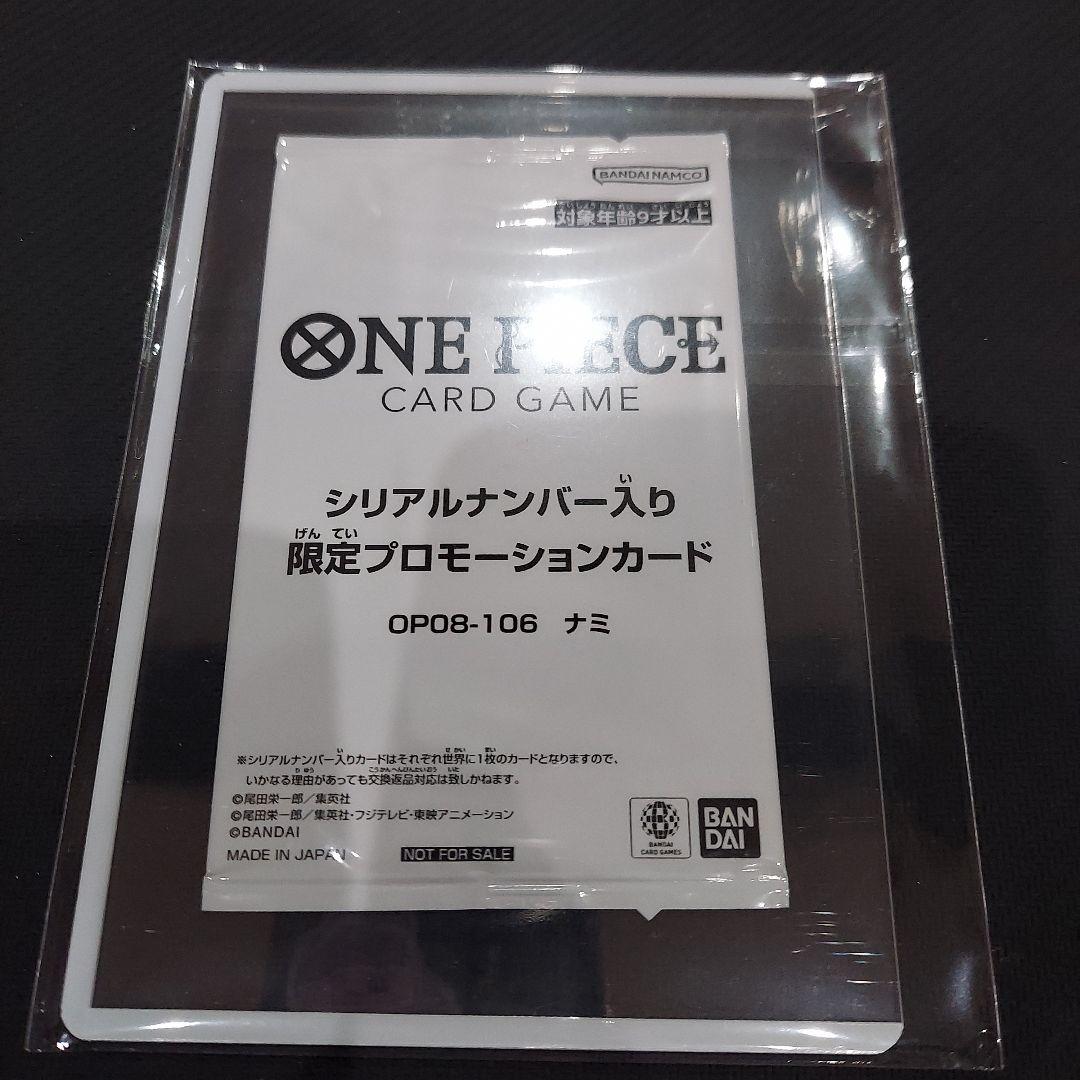 BANDAI NAMCO
対象年齢9才以上
ONE PIECE
CARD GAME
シリアルナンバー入り
限定プロモーションカード
OP08-106 ナミ
※シリアルナンバー入りカードはそれぞれ世界に1枚のカードとなりますので、
いかなる理由があっても交換返品対応は致しかねます。
©尾田栄一郎/集英社
©尾田栄一郎/集英社・フジテレビ・東映アニメーション
©BANDAI
MADE IN JAPAN NOT FOR SALE
BANDAI
CARD GAMES
BAN
DAI